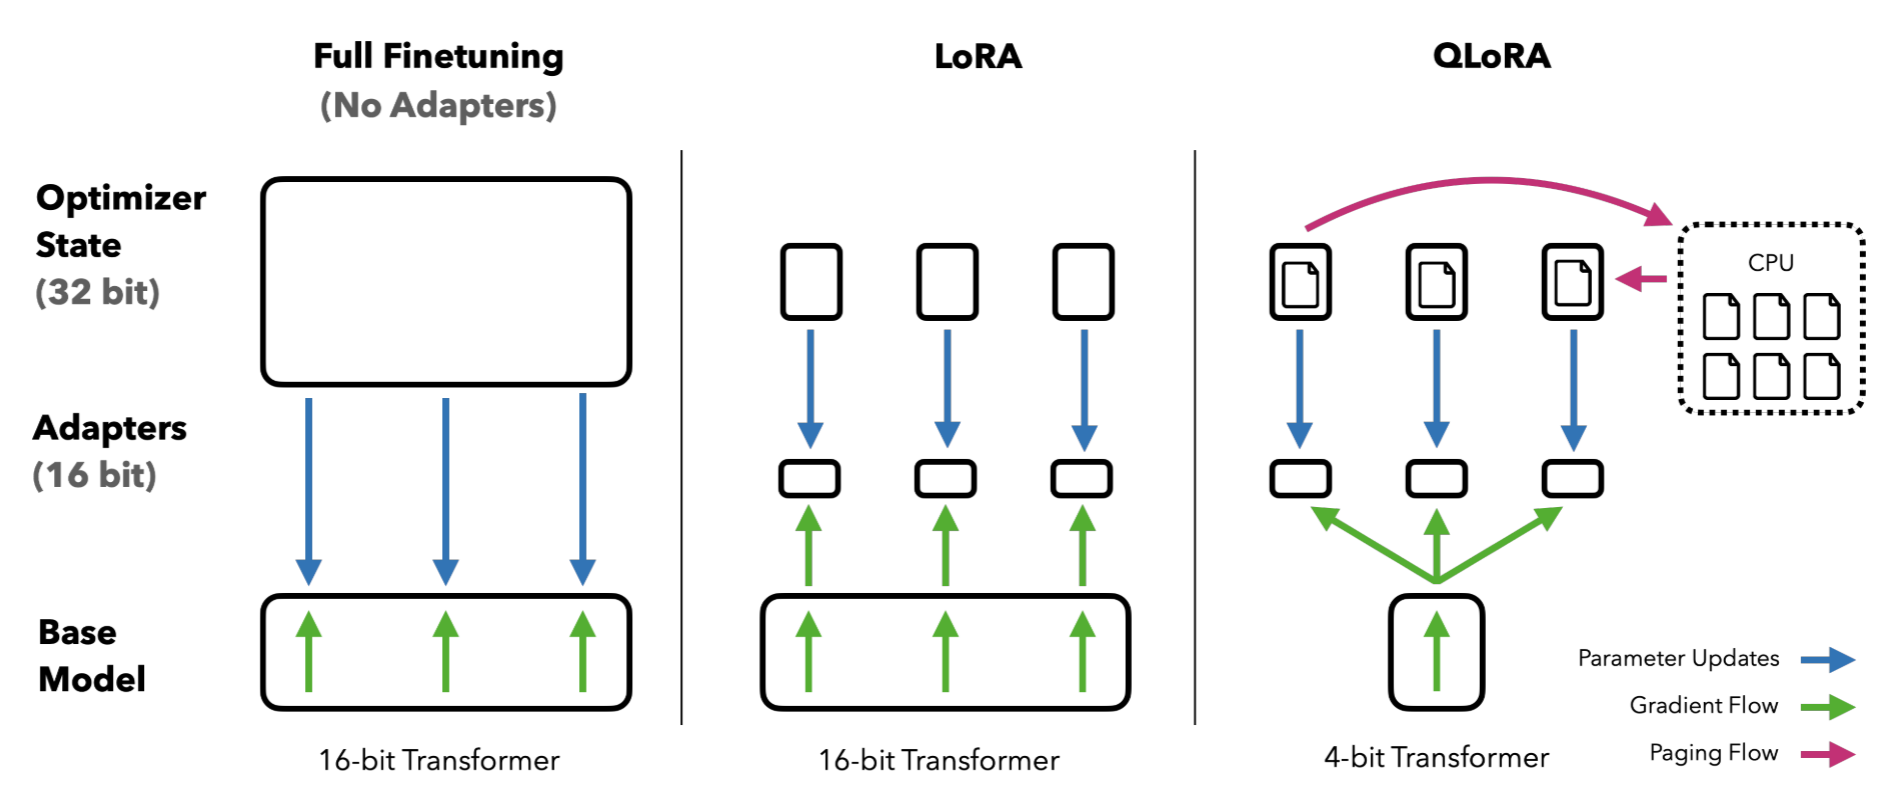 Full Finetuning
(No Adapters)
LoRA
QLoRA
Optimizer
State
(32 bit)
CPU
Adapters
(16 bit)
Base
Model
Parameter Updates
Gradient Flow
Paging Flow
16-bit Transformer
16-bit Transformer
4-bit Transformer